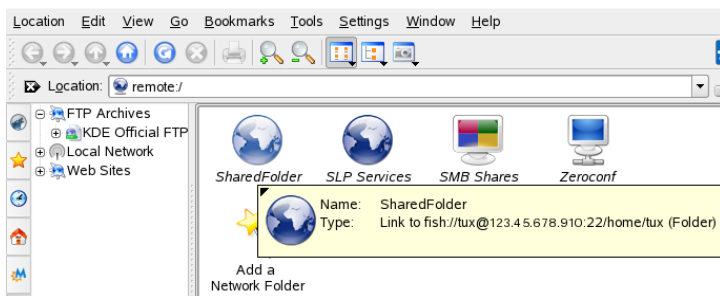 Location Edit View Go Bookmarks Tools Settings Window Help
Location: remote:/
FTP Archives
KDE Official FTP
Local Network
Web Sites
SharedFolder SLP Services SMB Shares Zeroconf
Name: SharedFolder
Type: Link to fish://tux@123.45.678.910:22/home/tux (Folder)
Add a
Network Folder